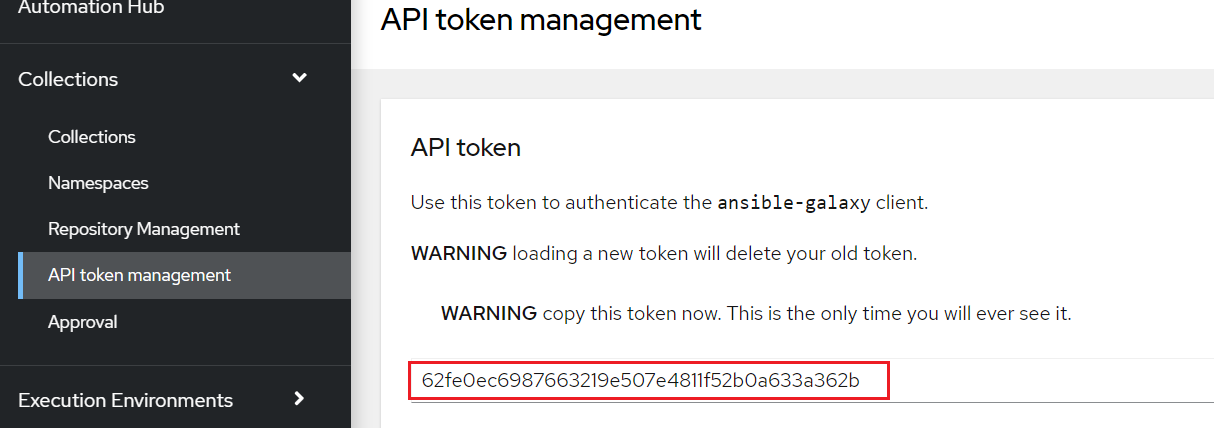 Automation Hub
Collections
Collections
Namespaces
Repository Management
API token management
Approval
Execution Environments
API token management
API token
Use this token to authenticate the ansible-galaxy client.
WARNING loading a new token will delete your old token.
WARNING copy this token now. This is the only time you will ever see it.
62fe0ec6987663219e507e4811f52b0a633a362b